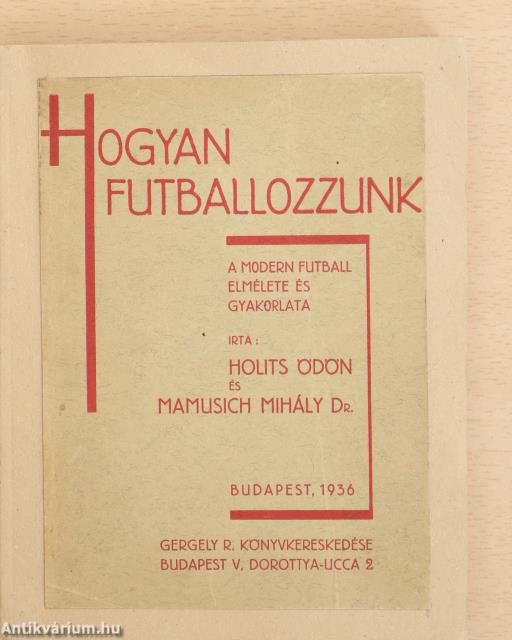 HOGYAN
FUTBALLOZZUNK
A MODERN FUTBALL
ELMÉLETE ÉS
GYAKORLATA
IRTA :
HOLITS ÖDÖN
ÉS
MAMUSICH MIHÁLY DR.
BUDAPEST, 1936
GERGELY R. KÖNYVKERESKEDÉSE
BUDAPEST V, DOROTTYA-UCCA 2
Antikvárium.hu